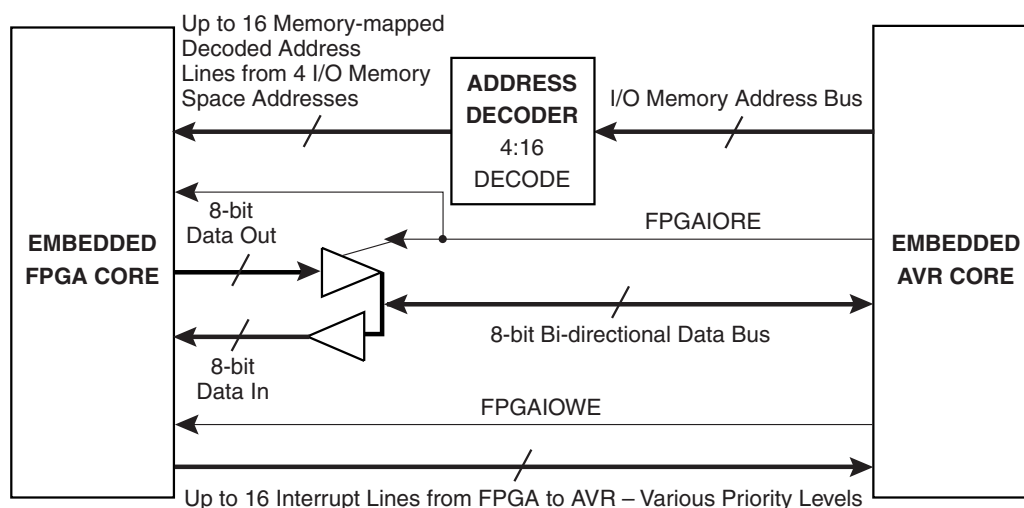 Up to 16 Memory-mapped
Decoded Address
Lines from 4 I/O Memory
Space Addresses
ADDRESS
DECODER
4:16
DECODE
I/O Memory Address Bus
8-bit
Data Out
FPGAIORE
EMBEDDED
FPGA CORE
EMBEDDED
AVR CORE
8-bit Bi-directional Data Bus
8-bit
Data In
FPGAIOWE
Up to 16 Interrupt Lines from FPGA to AVR – Various Priority Levels